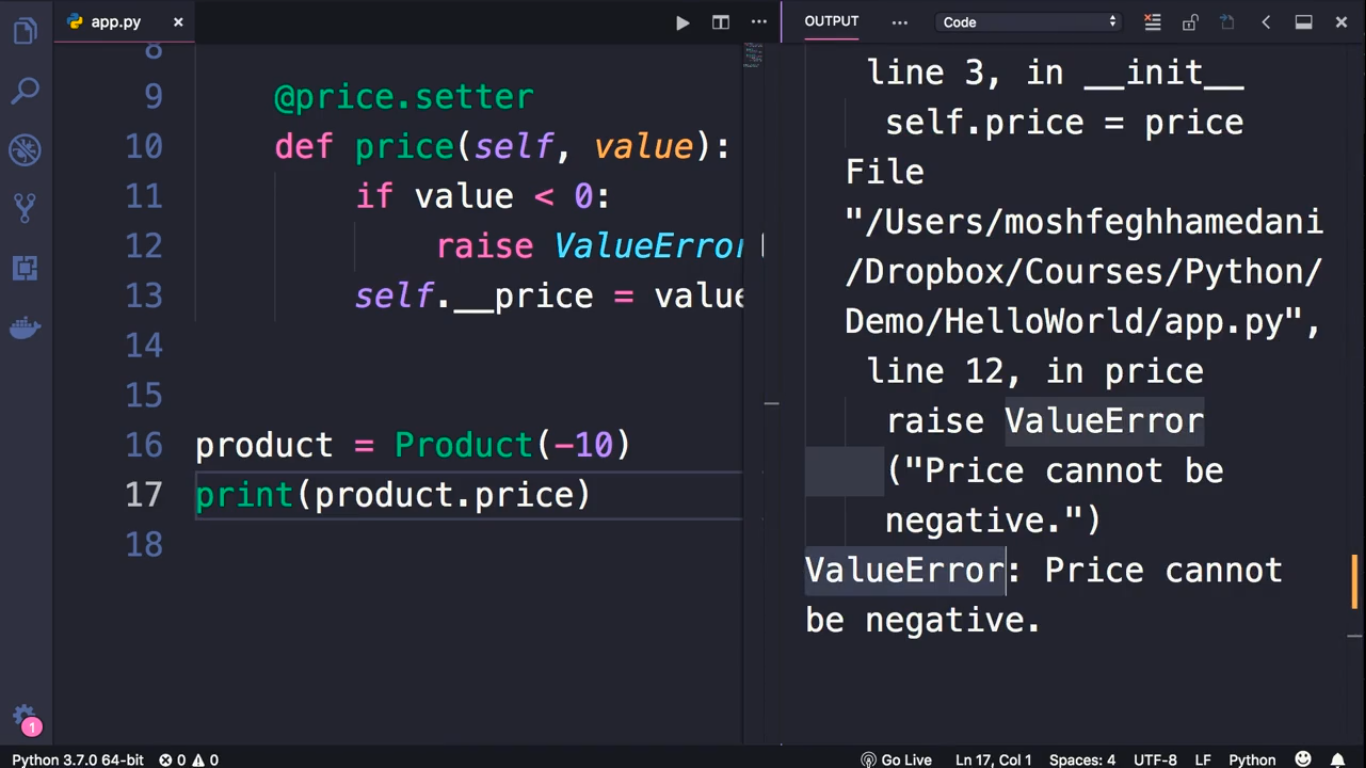 app.py
8
9 @price.setter
10 def price(self, value):
11 if value < 0:
12 raise ValueError
13 self.__price = value
14
15
16 product = Product(-10)
17 print(product.price)
18
OUTPUT
Code
line 3, in __init__
self.price = price
File
"/Users/moshfeghhamedani
/Dropbox/Courses/Python/
Demo/HelloWorld/app.py",
line 12, in price
raise ValueError
("Price cannot be
negative.")
ValueError: Price cannot
be negative.
1
Python 3.7.0 64-bit 0 0 Go Live Ln 17, Col 1 Spaces: 4 UTF-8 LF Python